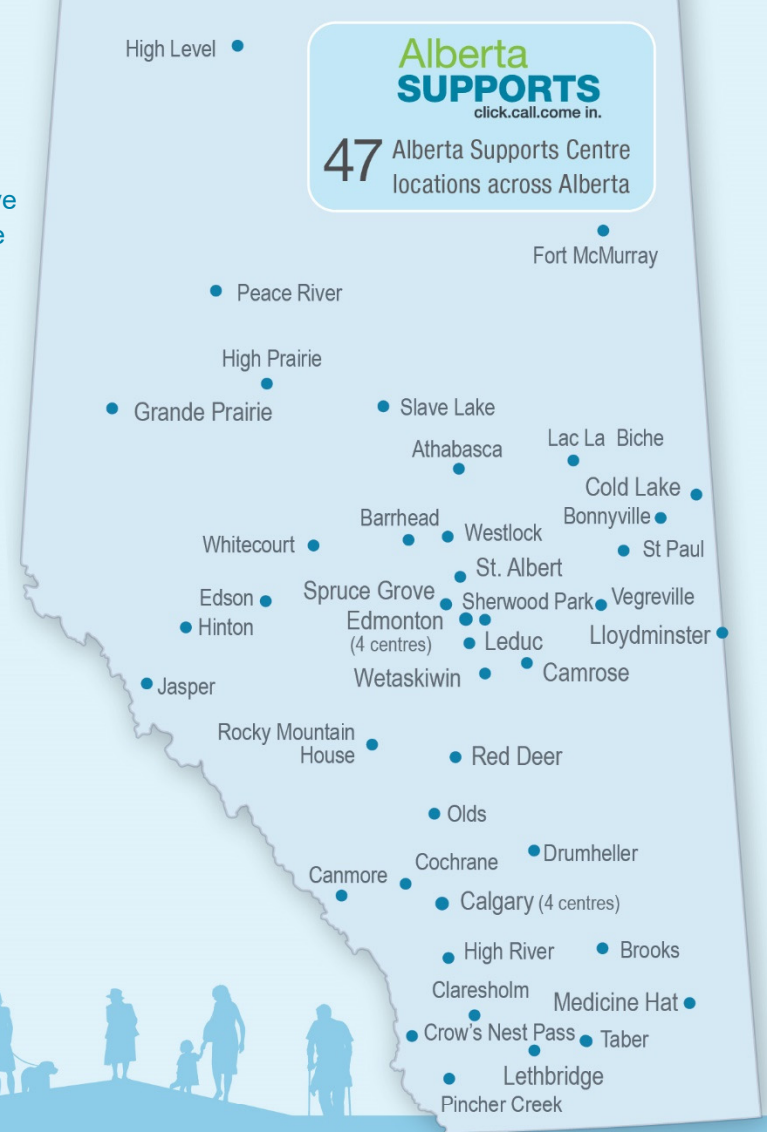 High Level
Alberta
SUPPORTS
click.call.come in.
47 Alberta Supports Centre
locations across Alberta
Fort McMurray
Peace River
High Prairie
Grande Prairie
Slave Lake
Lac La Biche
Athabasca
Cold Lake
Bonnyville
Barrhead
Westlock
Whitecourt
St Paul
St. Albert
Spruce Grove
Edson
Sherwood Park
Vegreville
Edmonton
(4 centres)
Hinton
Lloydminster
Leduc
Camrose
Wetaskiwin
Jasper
Rocky Mountain
House
Red Deer
Olds
Drumheller
Cochrane
Canmore
Calgary (4 centres)
High River
Brooks
Claresholm
Medicine Hat
Crow's Nest Pass
Taber
Lethbridge
Pincher Creek